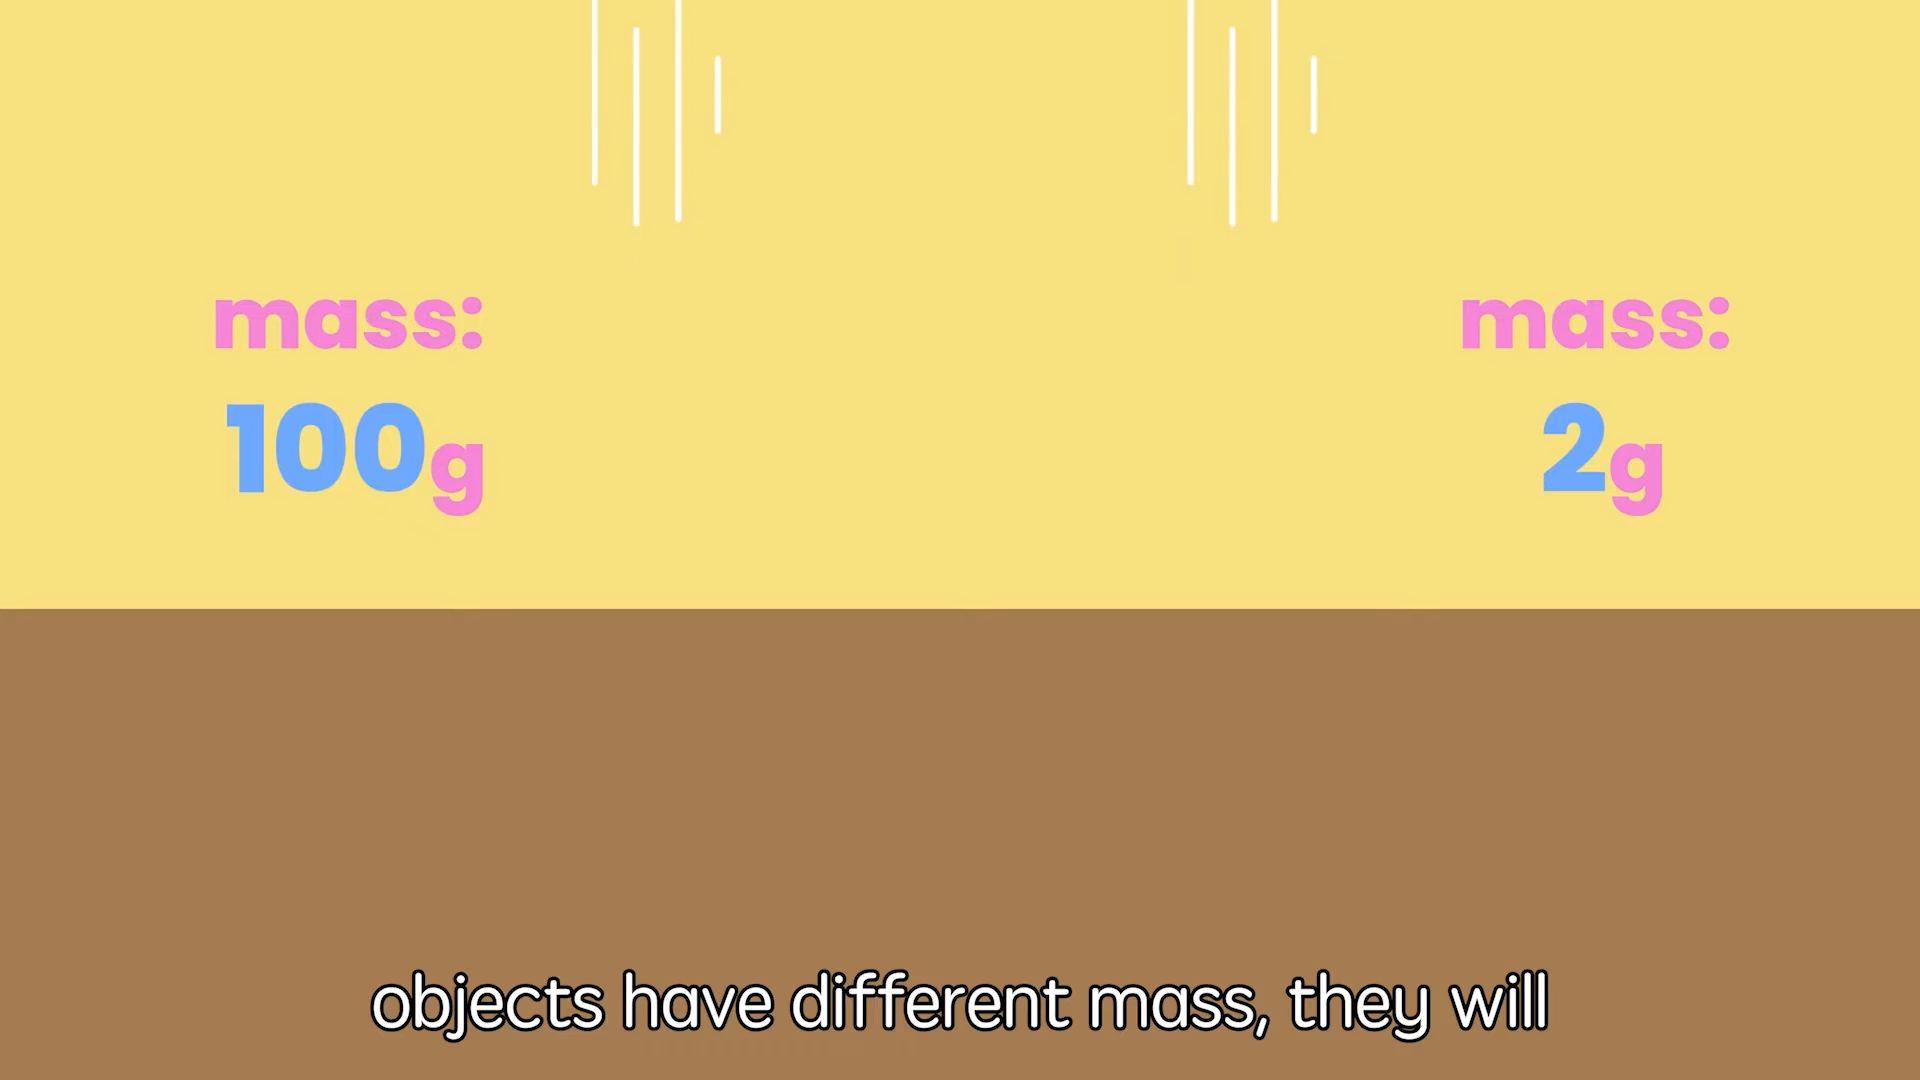 mass:
100g
mass:
2g
objects have different mass, they will